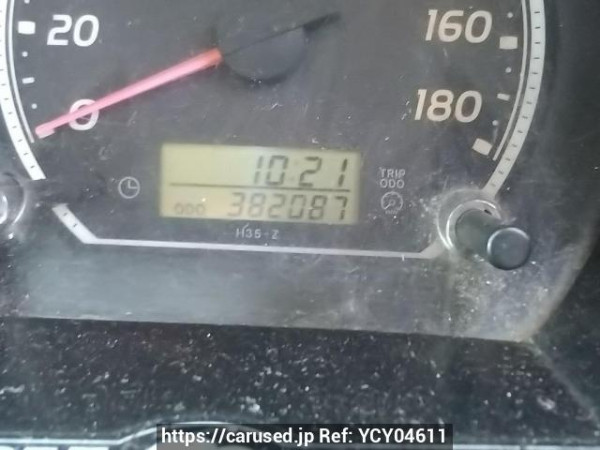 20
160
0
180
10:21
TRIP
ODO
ODO 382087
H35-Z
https://carused.jp Ref: YCY04611